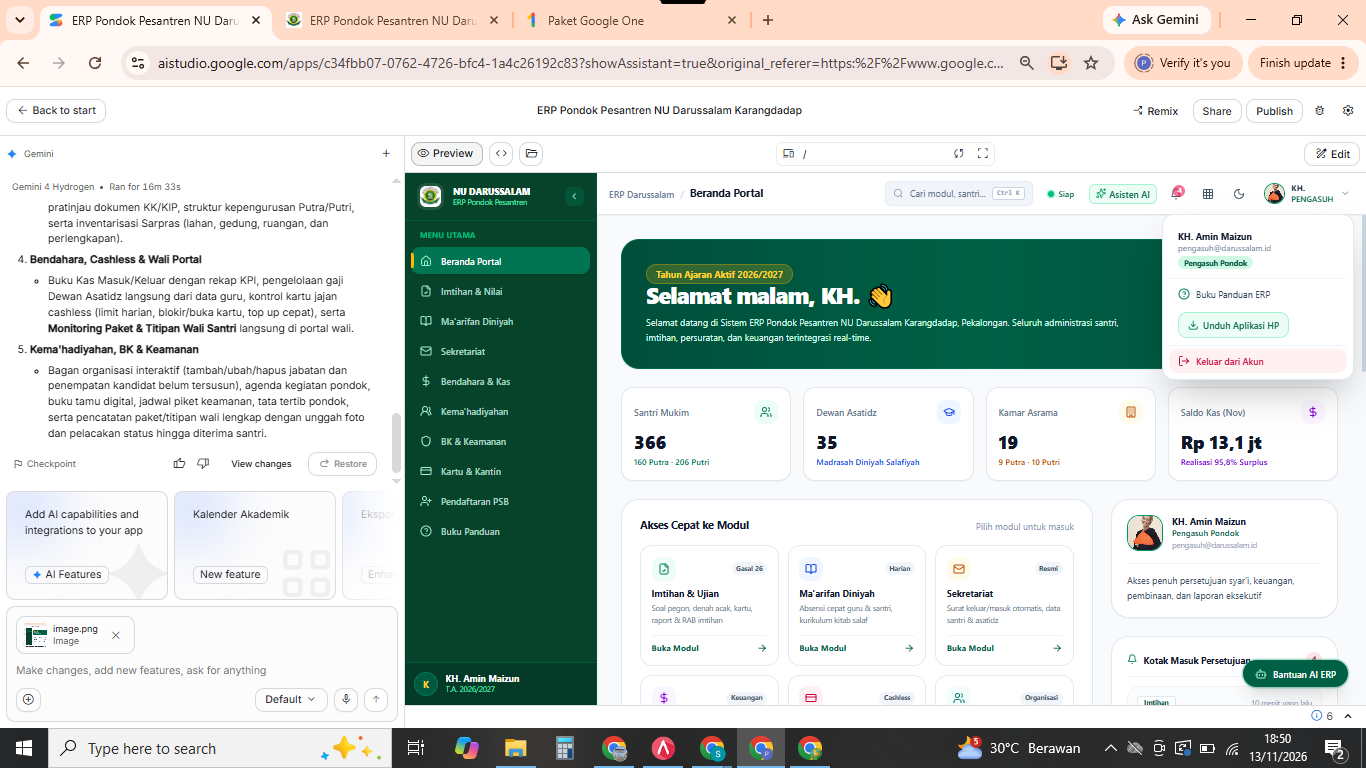 ERP Pondok Pesantren NU Daru
ERP Pondok Pesantren NU Daru
Paket Google One
Ask Gemini
aistudio.google.com/apps/c34fbb07-0762-4726-bfc4-1a4c26192c83?showAssistant=true&original_referer=https:%2F%2Fwww.google.c...
P
Verify it's you
Finish update
Back to start
ERP Pondok Pesantren NU Darussalam Karangdadap
Remix
Share
Publish
Gemini
Preview
/
Edit
Gemini 4 Hydrogen • Ran for 16m 33s
pratinjau dokumen KK/KIP, struktur kepengurusan Putra/Putri,
serta inventarisasi Sarpras (lahan, gedung, ruangan, dan
perlengkapan).
4. Bendahara, Cashless & Wali Portal
Buku Kas Masuk/Keluar dengan rekap KPI, pengelolaan gaji
Dewan Asatidz langsung dari data guru, kontrol kartu jajan
cashless (limit harian, blokir/buka kartu, top up cepat), serta
Monitoring Paket & Titipan Wali Santri langsung di portal wali.
5. Kema'hadiyahan, BK & Keamanan
Bagan organisasi interaktif (tambah/ubah/hapus jabatan dan
penempatan kandidat belum tersusun), agenda kegiatan pondok,
buku tamu digital, jadwal piket keamanan, tata tertib pondok,
serta pencatatan paket/titipan wali lengkap dengan unggah foto
dan pelacakan status hingga diterima santri.
Checkpoint
View changes
Restore
Add AI capabilities and
integrations to your app
AI Features
Kalender Akademik
New feature
Ekspo
Enha
image.png
Image
Make changes, add new features, ask for anything
Default
NU DARUSSALAM
ERP Pondok Pesantren
MENU UTAMA
Beranda Portal
Imtihan & Nilai
Ma'arifan Diniyah
Sekretariat
Bendahara & Kas
Kema'hadiyahan
BK & Keamanan
Kartu & Kantin
Pendaftaran PSB
Buku Panduan
K
KH. Amin Maizun
T.A. 2026/2027
ERP Darussalam / Beranda Portal
Cari modul, santri...
Ctrl K
Siap
Asisten AI
KH.
PENGASUH
KH. Amin Maizun
pengasuh@darussalam.id
Pengasuh Pondok
Buku Panduan ERP
Unduh Aplikasi HP
Keluar dari Akun
Tahun Ajaran Aktif 2026/2027
Selamat malam, KH. 👋
Selamat datang di Sistem ERP Pondok Pesantren NU Darussalam Karangdadap, Pekalongan. Seluruh administrasi santri,
imtihan, persuratan, dan keuangan terintegrasi real-time.
Santri Mukim
366
160 Putra · 206 Putri
Dewan Asatidz
35
Madrasah Diniyah Salafiyah
Kamar Asrama
19
9 Putra · 10 Putri
Saldo Kas (Nov)
Rp 13,1 jt
Realisasi 95,8% Surplus
Akses Cepat ke Modul
Pilih modul untuk masuk
Gasal 26
Imtihan & Ujian
Soal pegon, denah acak, kartu,
raport & RAB imtihan
Buka Modul
Harian
Ma'arifan Diniyah
Absensi cepat guru & santri,
kurikulum kitab salaf
Buka Modul
Resmi
Sekretariat
Surat keluar/masuk otomatis, data
santri & asatidz
Buka Modul
Keuangan
Cashless
Organisasi
KH. Amin Maizun
Pengasuh Pondok
pengasuh@darussalam.id
Akses penuh persetujuan syar'i, keuangan,
pembinaan, dan laporan eksekutif
Kotak Masuk Persetujuan
Bantuan AI ERP
Imtihan
10 menit yang lalu
6
Type here to search
5
30°C Berawan
18:50
13/11/2026
2